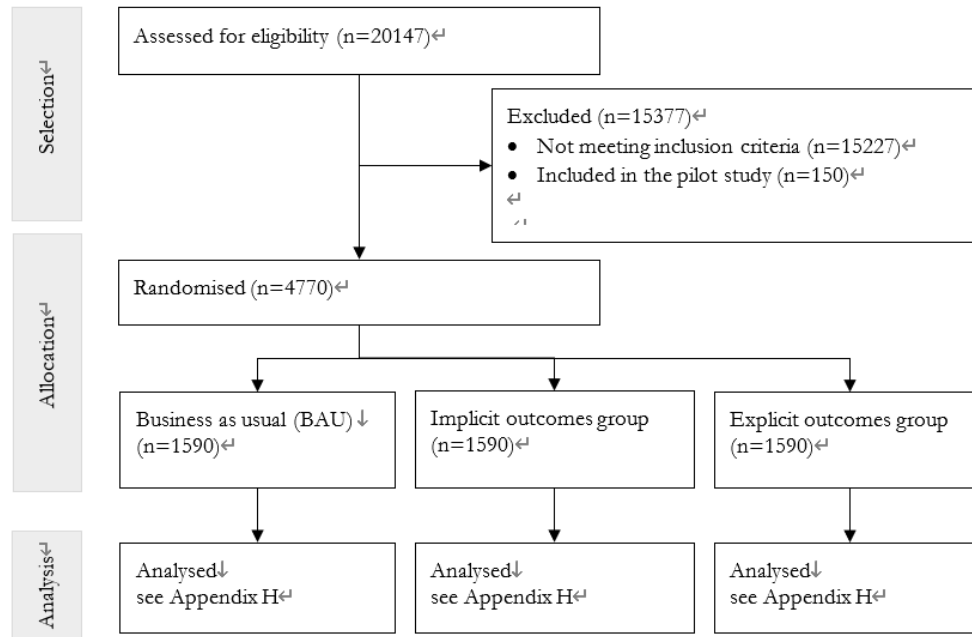 Selection↵
Assessed for eligibility (n=20147)↵
Excluded (n=15377)↵
• Not meeting inclusion criteria (n=15227)↵
• Included in the pilot study (n=150)↵
↵
↵
Allocation↵
Randomised (n=4770)↵
Business as usual (BAU)↓
(n=1590)↵
Implicit outcomes group
(n=1590)↵
Explicit outcomes group
(n=1590)↵
Analysis↵
Analysed↓
see Appendix H↵
Analysed↓
see Appendix H↵
Analysed↓
see Appendix H↵